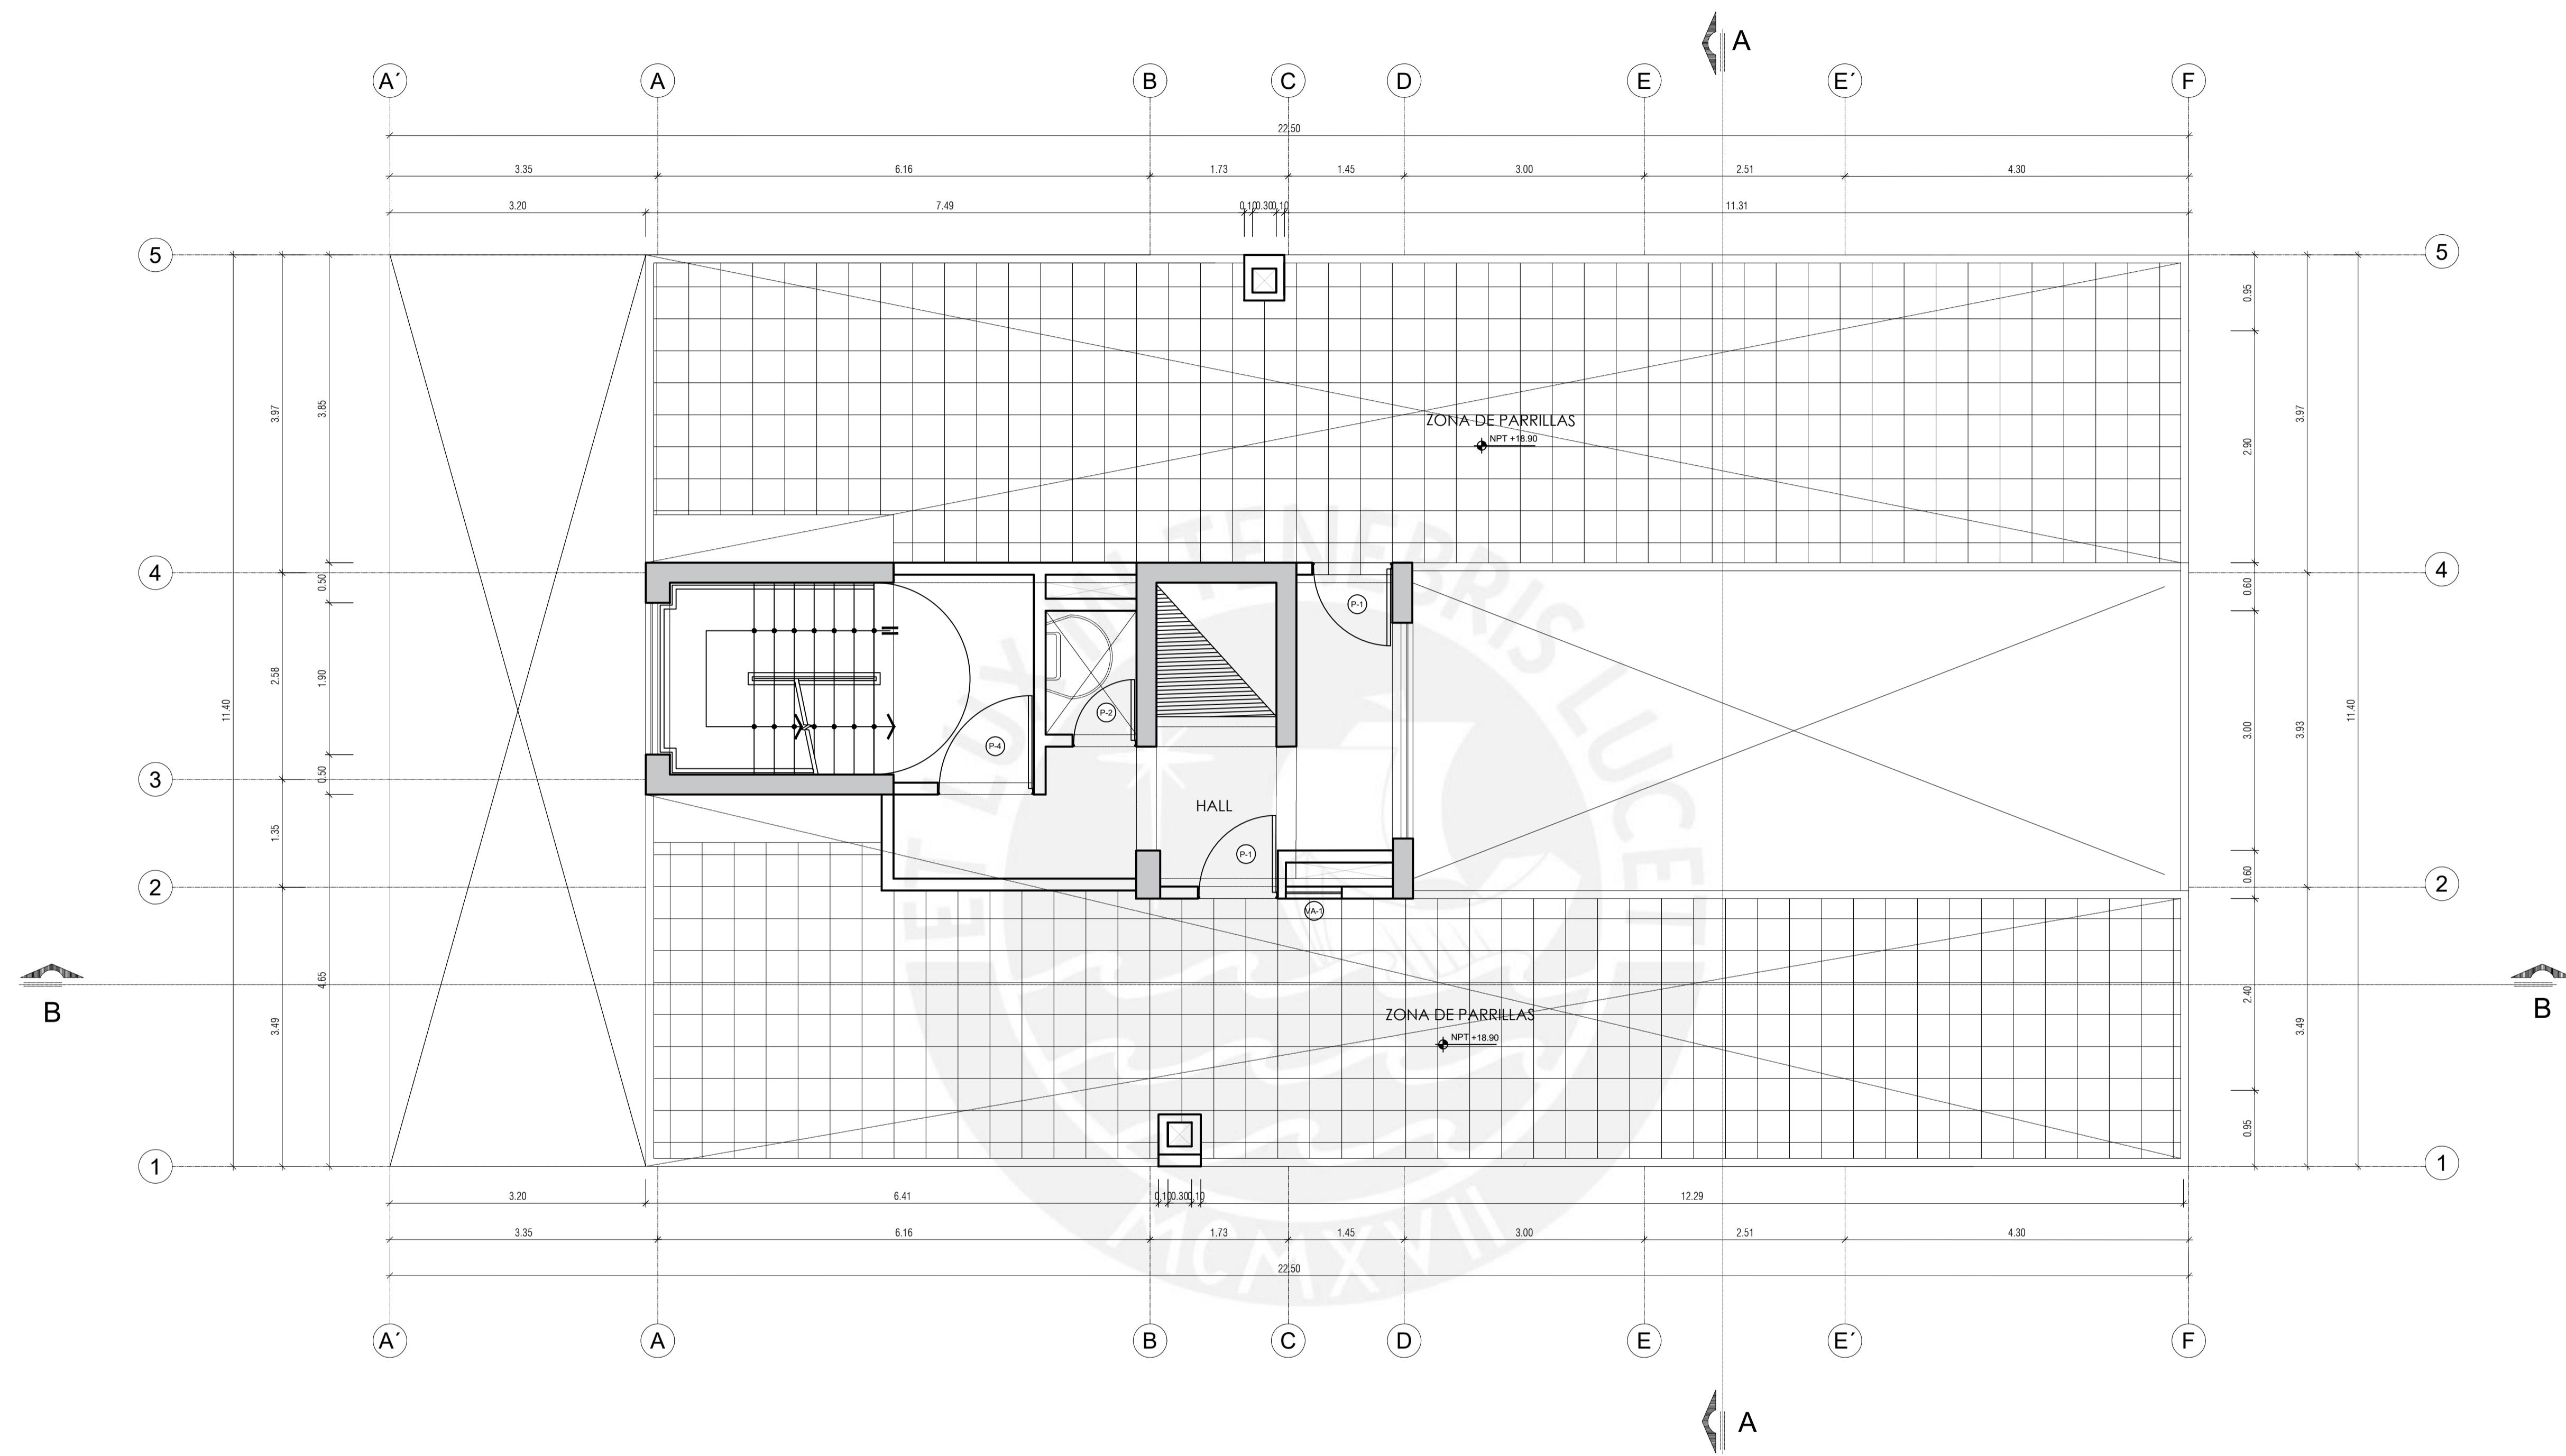 A
A´ A B C D E E´ F
22.50
3.35 6.16 1.73 1.45 3.00 2.51 4.30
3.20 7.49 0.10 0.30 0.10 11.31
5 5
0.95
3.97 3.85 2.90 3.97
ZONA DE PARRILLAS
NPT +18.90
4 4
0.50 0.60
P-1
11.40 2.58 1.90 3.00 3.93 11.40
P-2
P-4
3 0.50
HALL
1.35 P-1 0.60
2 2
VA-1
4.65 2.40
B B
3.49 3.49
ZONA DE PARRILLAS
NPT +18.90
0.95
1 1
3.20 6.41 0.10 0.30 0.10 12.29
3.35 6.16 1.73 1.45 3.00 2.51 4.30
22.50
A´ A B C D E E´ F
A
ET LUX IN TENEBRIS LUCET
MCMXVII